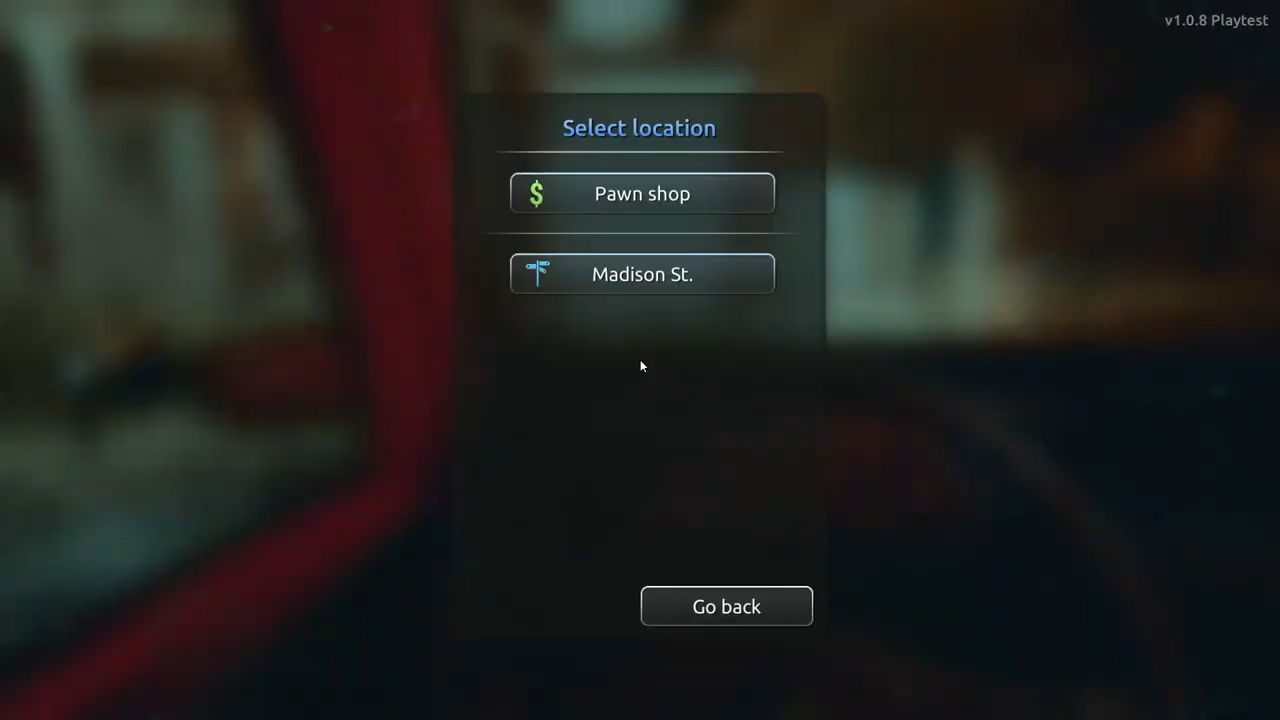 v1.0.8 Playtest
Select location
$ Pawn shop
Madison St.
Go back